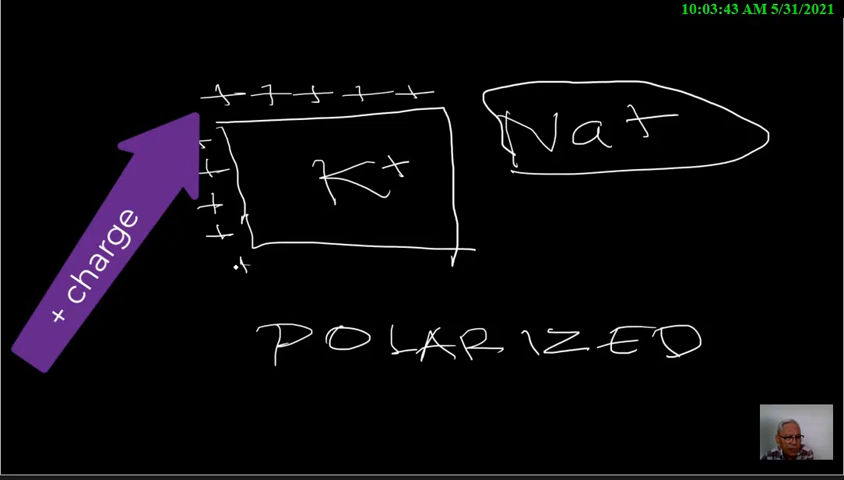 10:03:43 AM 5/31/2021
+ + + + +
Na+
K+
-
+
+
+
+ charge
+
POLARIZED